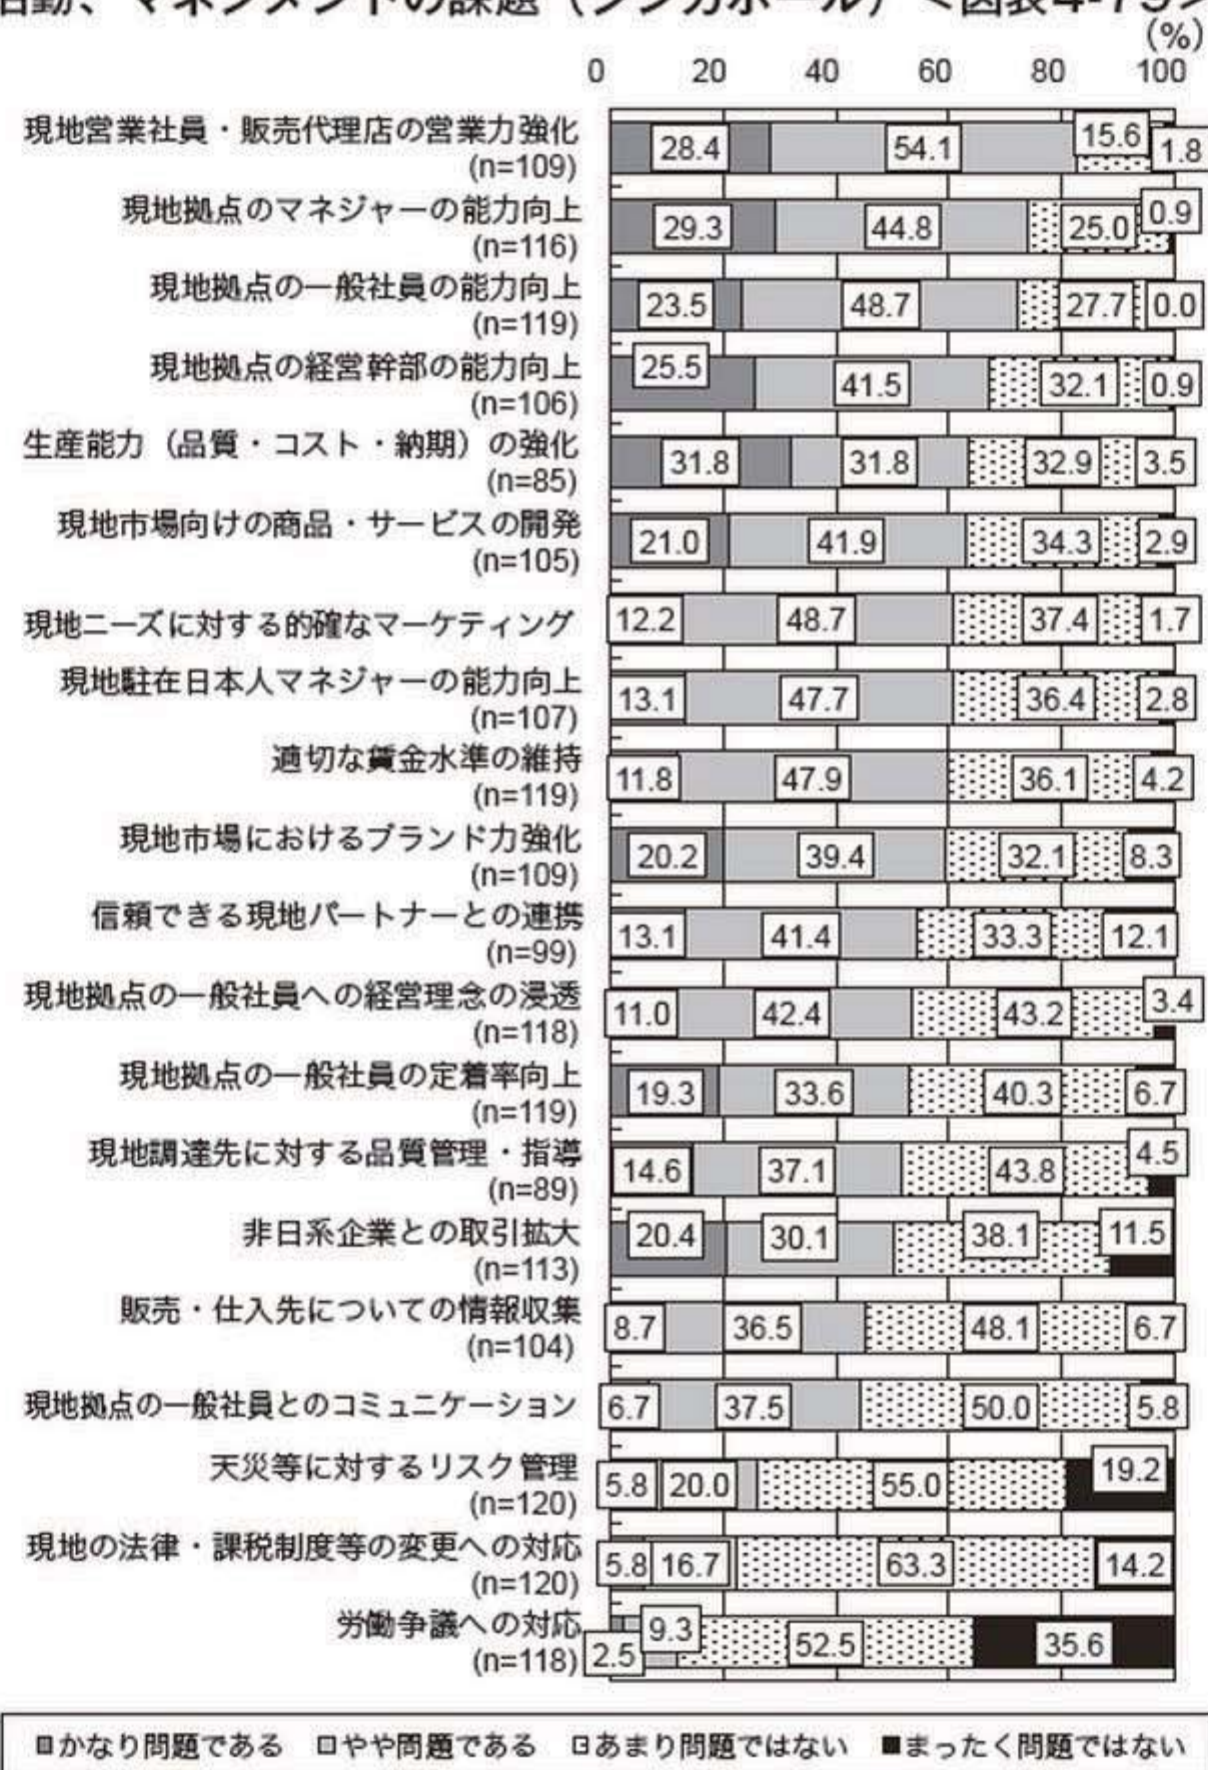 活動、マネジメントの課題（シンガポール）＜図表4-73＞
(%)
0 20 40 60 80 100
現地営業社員・販売代理店の営業力強化
(n=109)
28.4 54.1 15.6 1.8
現地拠点のマネジャーの能力向上
(n=116)
29.3 44.8 25.0 0.9
現地拠点の一般社員の能力向上
(n=119)
23.5 48.7 27.7 0.0
現地拠点の経営幹部の能力向上
(n=106)
25.5 41.5 32.1 0.9
生産能力（品質・コスト・納期）の強化
(n=85)
31.8 31.8 32.9 3.5
現地市場向けの商品・サービスの開発
(n=105)
21.0 41.9 34.3 2.9
現地ニーズに対する的確なマーケティング
12.2 48.7 37.4 1.7
現地駐在日本人マネジャーの能力向上
(n=107)
13.1 47.7 36.4 2.8
適切な賃金水準の維持
(n=119)
11.8 47.9 36.1 4.2
現地市場におけるブランド力強化
(n=109)
20.2 39.4 32.1 8.3
信頼できる現地パートナーとの連携
(n=99)
13.1 41.4 33.3 12.1
現地拠点の一般社員への経営理念の浸透
(n=118)
11.0 42.4 43.2 3.4
現地拠点の一般社員の定着率向上
(n=119)
19.3 33.6 40.3 6.7
現地調達先に対する品質管理・指導
(n=89)
14.6 37.1 43.8 4.5
非日系企業との取引拡大
(n=113)
20.4 30.1 38.1 11.5
販売・仕入先についての情報収集
(n=104)
8.7 36.5 48.1 6.7
現地拠点の一般社員とのコミュニケーション
6.7 37.5 50.0 5.8
天災等に対するリスク管理
(n=120)
5.8 20.0 55.0 19.2
現地の法律・課税制度等の変更への対応
(n=120)
5.8 16.7 63.3 14.2
労働争議への対応
(n=118)
2.5 9.3 52.5 35.6
かなり問題である やや問題である あまり問題ではない まったく問題ではない